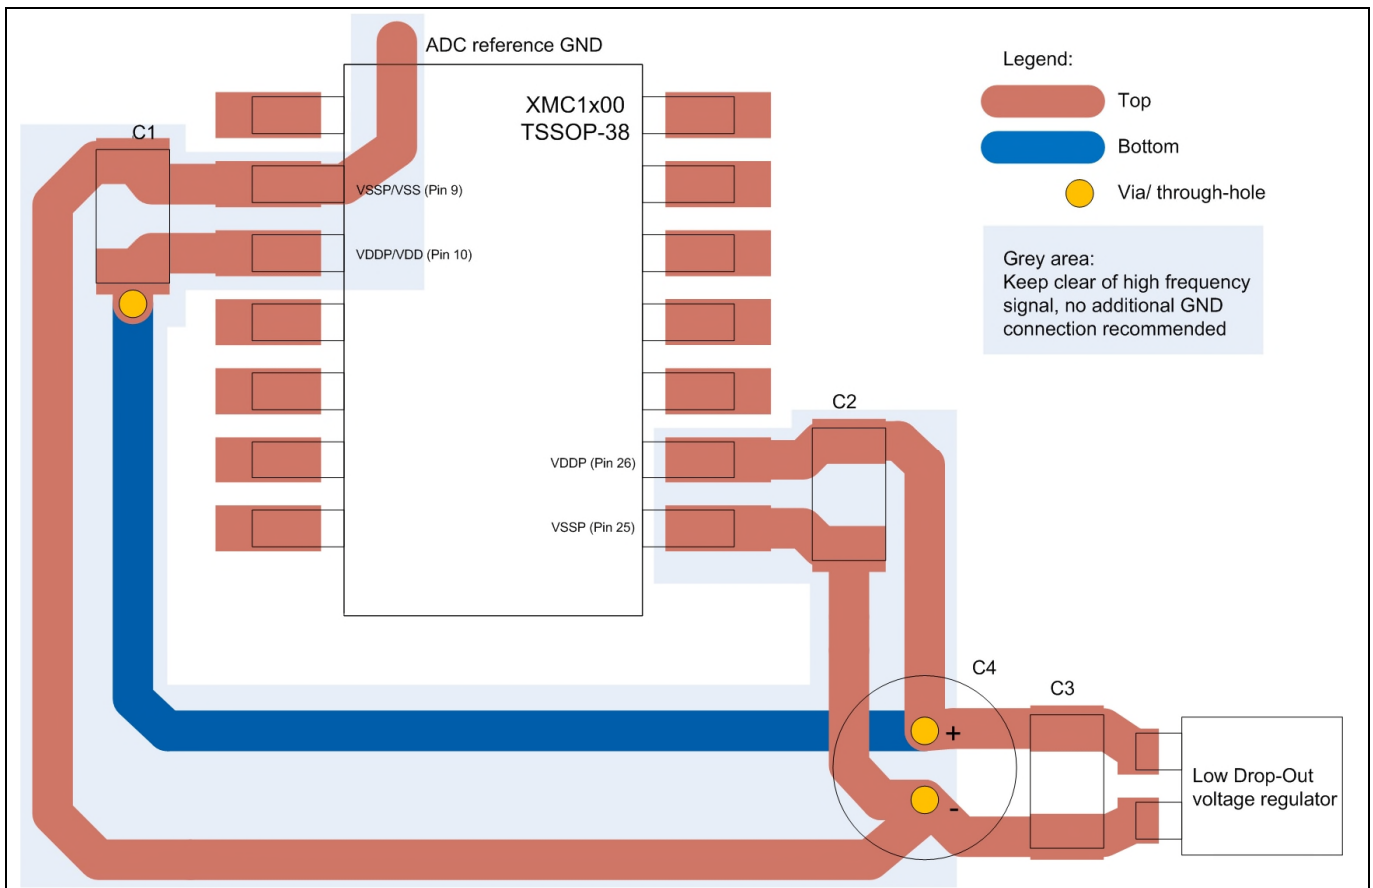 ADC reference GND
Legend:
XMC1x00
TSSOP-38
Top
C1
Bottom
VSSP/VSS (Pin 9)
Via/ through-hole
VDDP/VDD (Pin 10)
Grey area:
Keep clear of high frequency
signal, no additional GND
connection recommended
C2
VDDP (Pin 26)
VSSP (Pin 25)
C4
C3
+
-
Low Drop-Out
voltage regulator